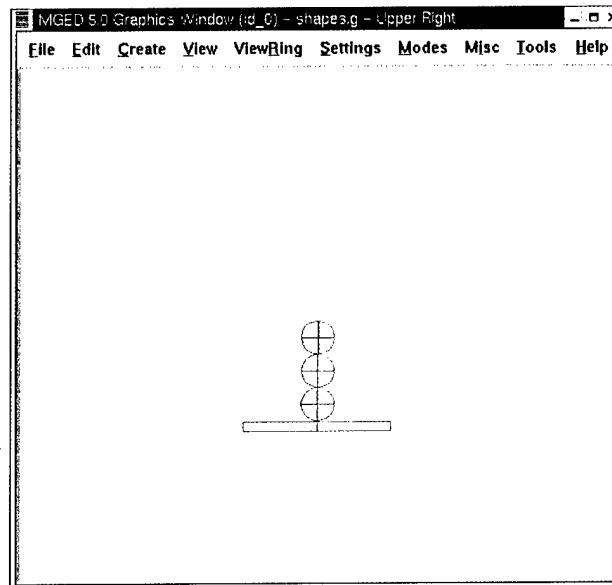 MGED 5.0 Graphics Window (id_0) – shapes.g – Upper Right
File Edit Create View ViewRing Settings Modes Misc Tools Help